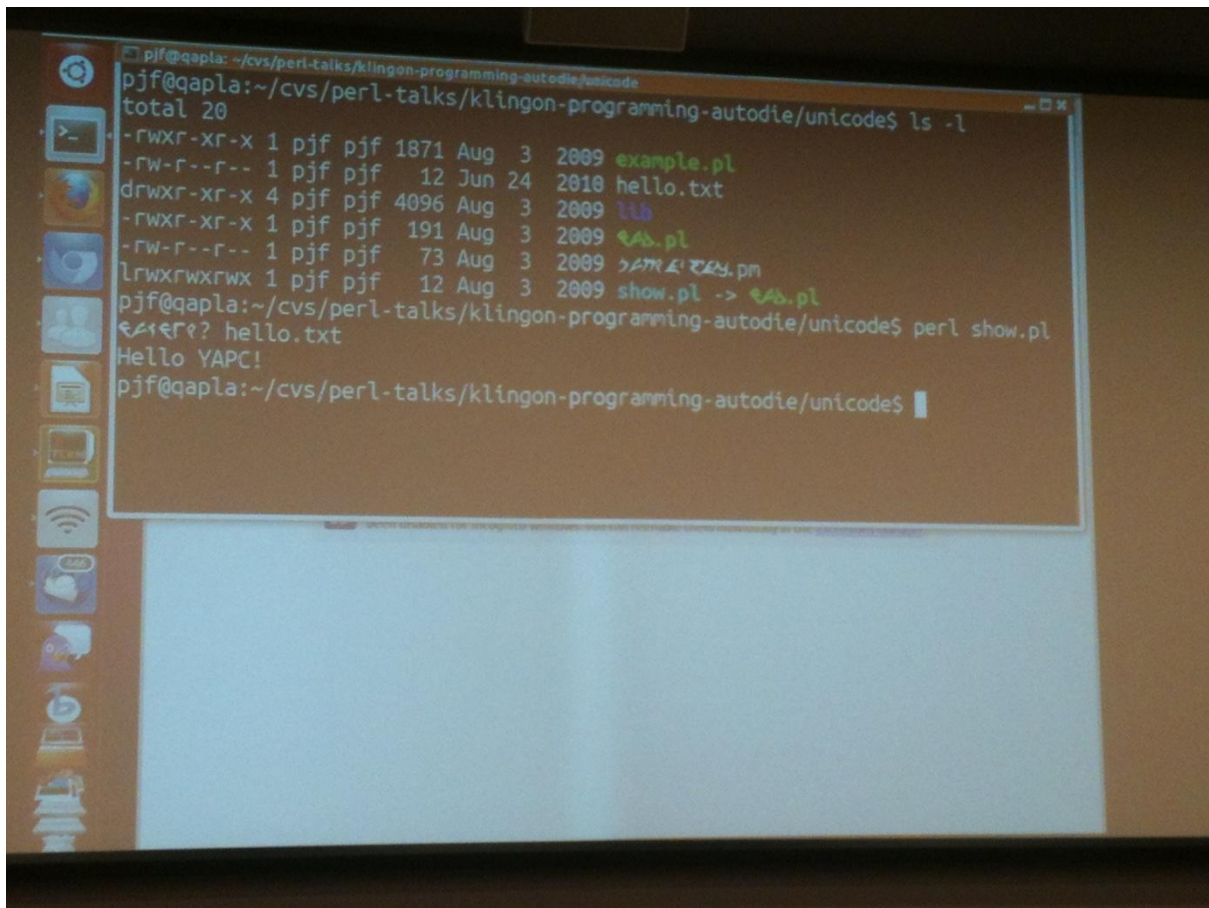 pjf@qapla: ~/cvs/perl-talks/klingon-programming-autodie/unicode
pjf@qapla:~/cvs/perl-talks/klingon-programming-autodie/unicode$ ls -l
total 20
-rwxr-xr-x 1 pjf pjf 1871 Aug 3 2009 example.pl
-rw-r--r-- 1 pjf pjf 12 Jun 24 2010 hello.txt
drwxr-xr-x 4 pjf pjf 4096 Aug 3 2009 lib
-rwxr-xr-x 1 pjf pjf 191 Aug 3 2009 .pl
-rw-r--r-- 1 pjf pjf 73 Aug 3 2009 .pm
lrwxrwxrwx 1 pjf pjf 12 Aug 3 2009 show.pl -> .pl
pjf@qapla:~/cvs/perl-talks/klingon-programming-autodie/unicode$ perl show.pl
? hello.txt
Hello YAPC!
pjf@qapla:~/cvs/perl-talks/klingon-programming-autodie/unicode$